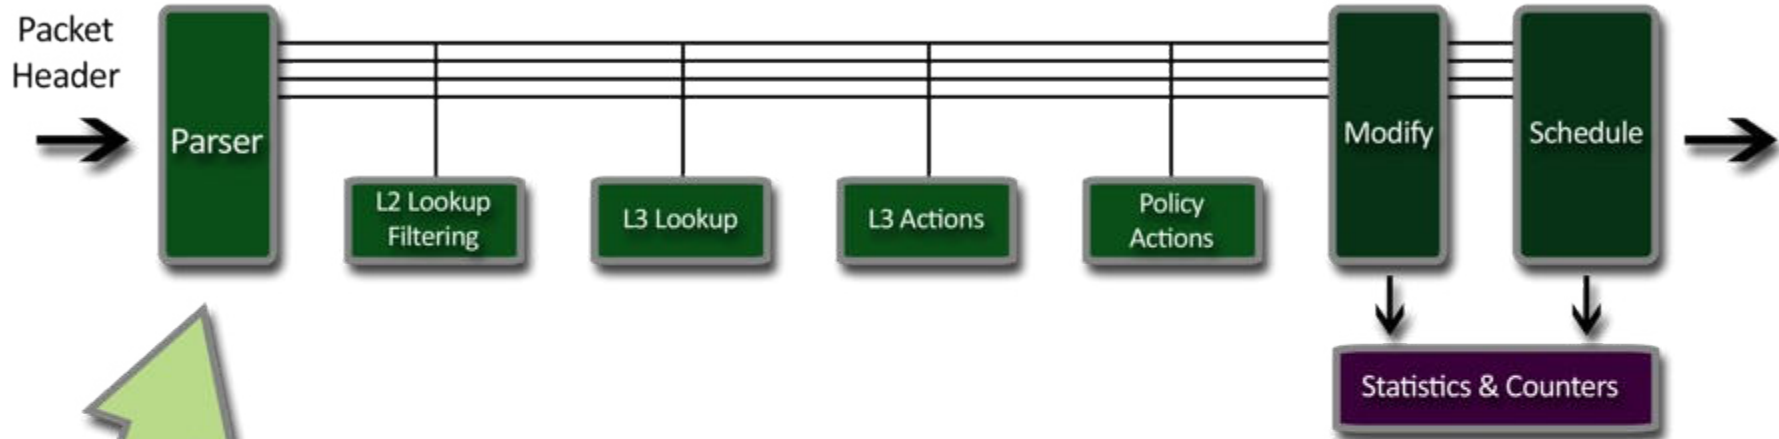 Packet
Header
Parser
L2 Lookup
Filtering
L3 Lookup
L3 Actions
Policy
Actions
Modify
Schedule
Statistics & Counters